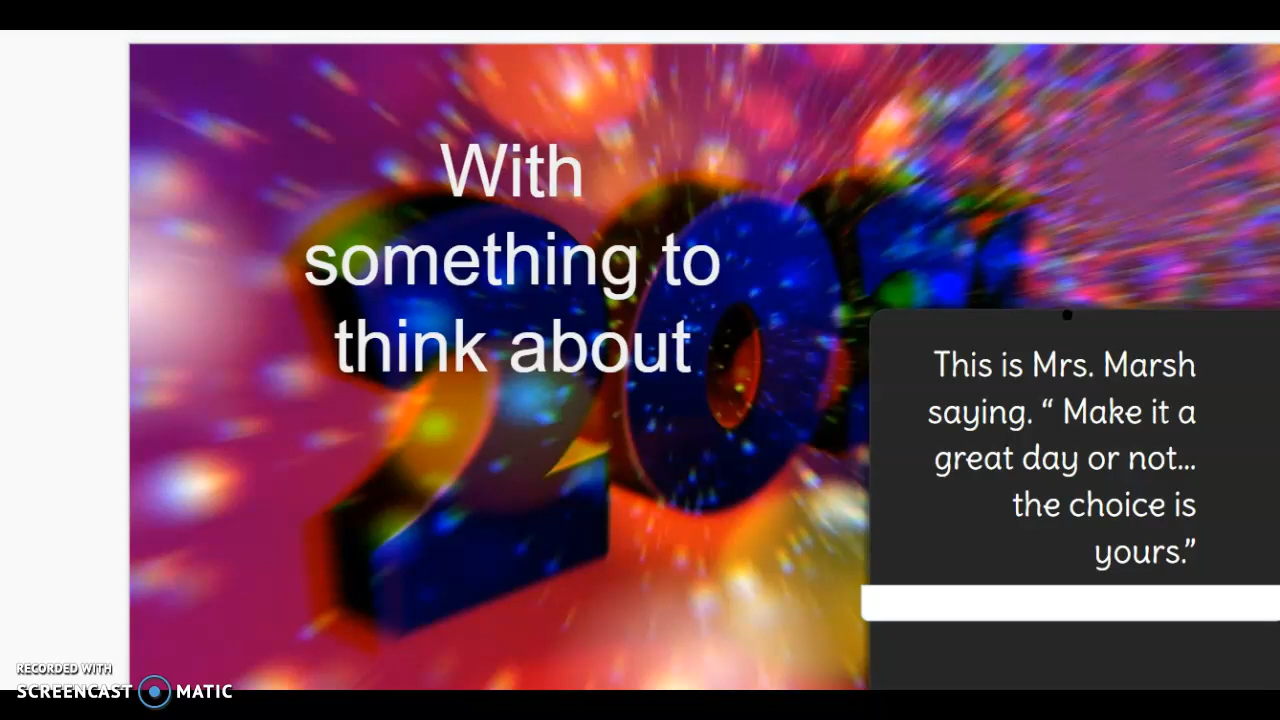 With
something to
think about
This is Mrs. Marsh
saying. “ Make it a
great day or not...
the choice is
yours.”
RECORDED WITH
SCREENCAST MATIC